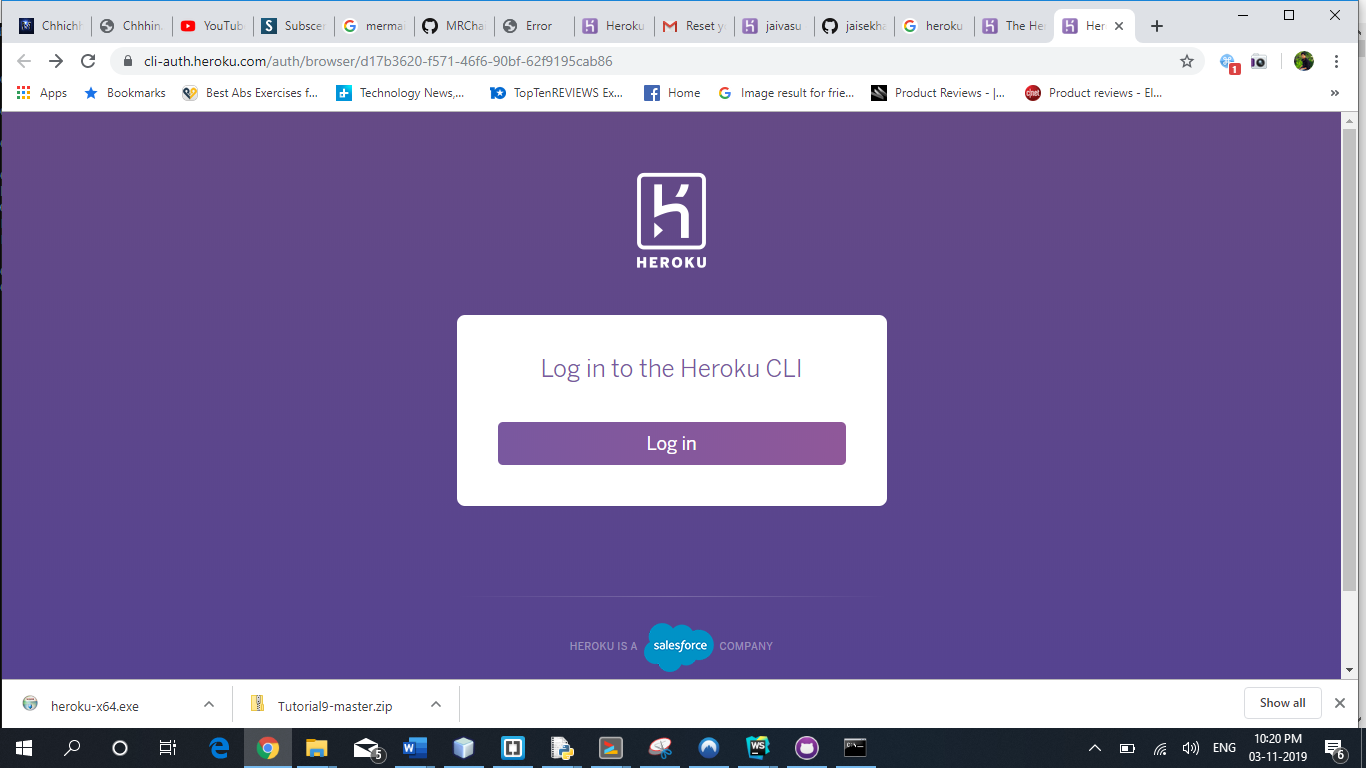 Chhichh
Chhhin.
YouTub
Subscen
merma
MRCha
Error
Heroku
Reset y
jaivasu
jaisekha
heroku
The He
Her
cli-auth.heroku.com/auth/browser/d17b3620-f571-46f6-90bf-62f9195cab86
1
Apps
Bookmarks
Best Abs Exercises f...
Technology News,...
TopTenREVIEWS Ex...
Home
Image result for frie...
Product Reviews - |...
Product reviews - El...
»
HEROKU
Log in to the Heroku CLI
Log in
HEROKU IS A salesforce COMPANY
heroku-x64.exe
Tutorial9-master.zip
Show all
5
ENG
10:20 PM
03-11-2019
6